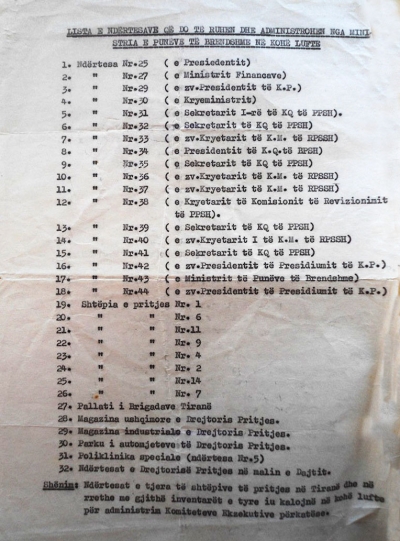 LISTA E NDËRTESAVE QË DO TË RUHEN DHE ADMINISTROHEN NGA MINI-
STRIA E PUNËVE TË BRENDSHME NË KOHË LUFTE
1. Ndërtesa Nr.25 ( e Presiedentit)
2. " Nr.27 ( e Ministrit Financave)
3. " Nr.29 ( e zv.Presidentit të K.P.)
4. " Nr.30 ( e Kryeministrit)
5. " Nr.31 ( e Sekretarit I-rë të KQ të PPSH).
6. " Nr.32 ( e Sekretarit të KQ të PPSH)
7. " Nr.33 ( e zv.Kryetarit të K.M. të RPSSH)
8. " Nr.34 ( e Presidentit të K.Q.të RPSH)
9. " Nr.35 ( e Sekretarit të KQ të PPSH)
10. " Nr.36 ( e zv.Kryetarit të K.M. të RPSSH)
11. " Nr.37 ( e zv.Kryetarit të K.M. të RPSSH)
12. " Nr.38 ( e Kryetarit të Komisionit të Revizionimit
të PPSH).
13. " Nr.39 ( e Sekretarit të KQ të PPSH)
14. " Nr.40 ( e zv.Kryetarit I të K.M. të RPSSH)
15. " Nr.41 ( e Sekretarit të KQ të PPSH)
16. " Nr.42 ( e zv.Presidentit të Presidiumit të K.P.)
17. " Nr.43 ( e Ministrit të Punëve të Brendshme)
18. " Nr.44 ( e zv.Presidentit të Presidiumit të K.P.)
19. Shtëpia e pritjes Nr. 1
20. " " Nr. 6
21. " " Nr.11
22. " " Nr. 9
23. " " Nr. 4
24. " " Nr. 2
25. " " Nr.14
26. " " Nr. 7
27. Pallati i Brigadave Tiranë
28. Magazina ushqimore e Drejtoris Pritjes.
29. Magazina industriale e Drejtoris Pritjes.
30. Parku i automjeteve të Drejtoris Pritjes.
31. Poliklinika speciale (ndërtesa Nr.5)
32. Ndërtesat e Drejtorisë Pritjes në malin e Dajtit.
Shënim: Ndërtesat e tjera të shtëpive të pritjes në Tiranë dhe në
rrethe me gjithë inventarët e tyre iu kalojnë në kohë lufte
për administrim Komiteteve Ekzekutive përkatëse.